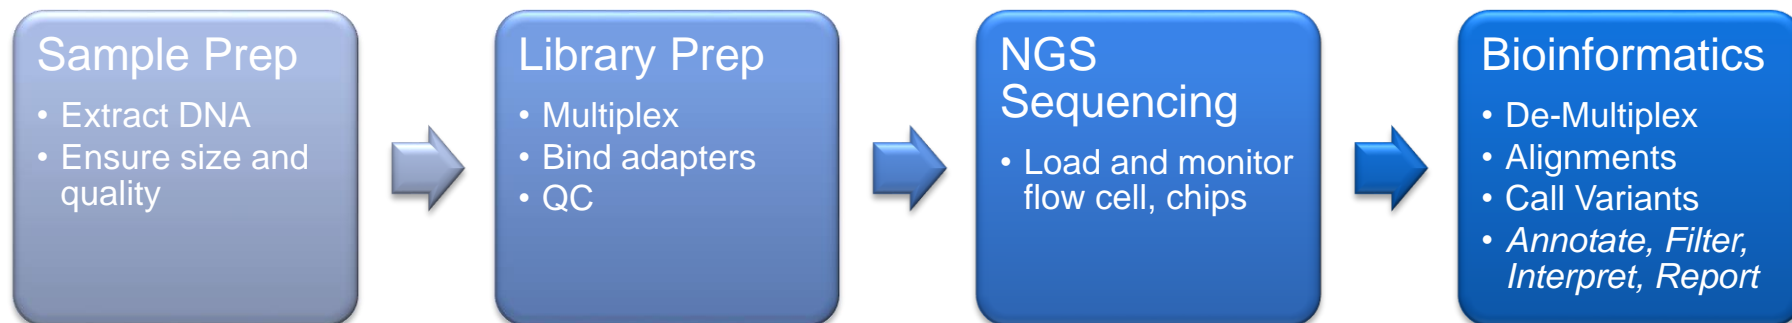 Sample Prep
• Extract DNA
• Ensure size and
quality
Library Prep
• Multiplex
• Bind adapters
• QC
NGS
Sequencing
• Load and monitor
flow cell, chips
Bioinformatics
• De-Multiplex
• Alignments
• Call Variants
• Annotate, Filter,
Interpret, Report